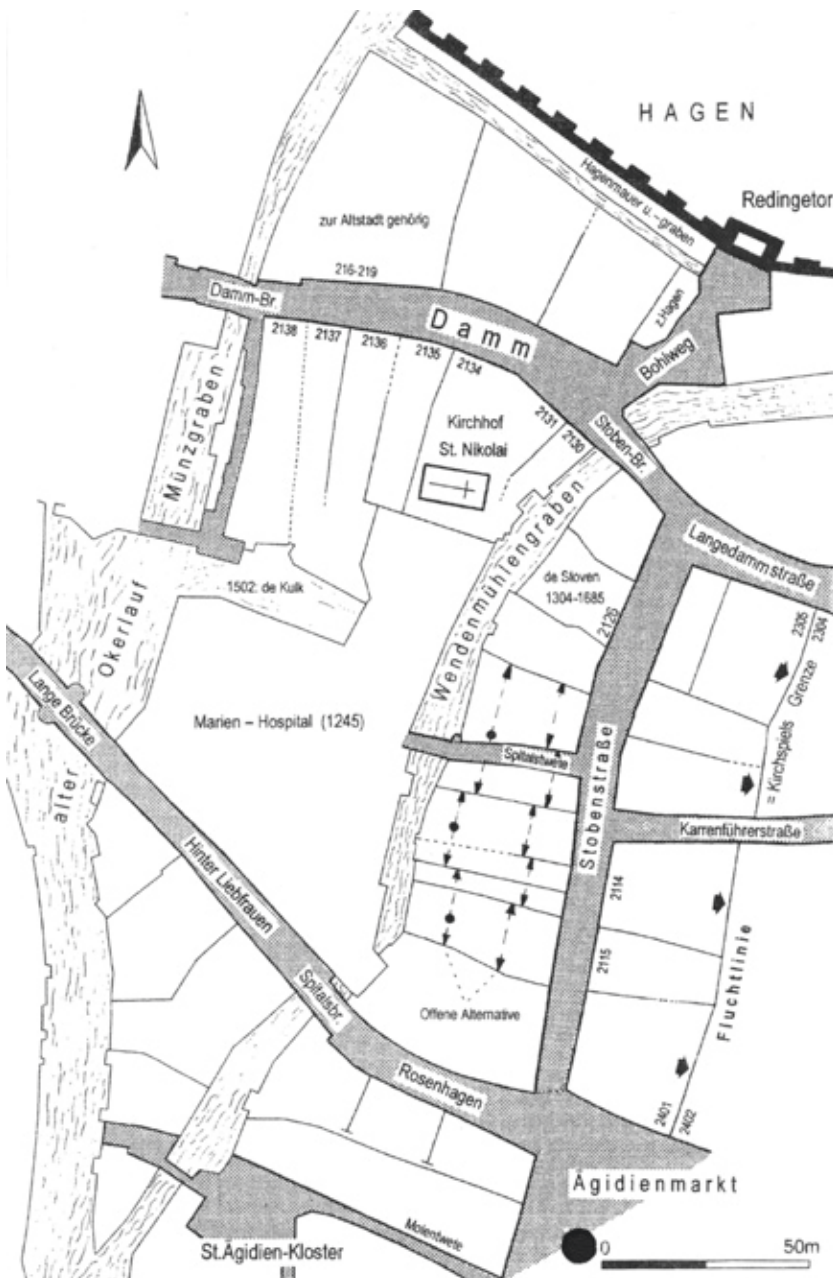 HAGEN
Hagenmauer u. – graben
Redingetor
zur Altstadt gehörig
216-219
z. Hagen
Damm-Br.
Damm
Bohlweg
2138
2137
2136
2135
2134
2131
2130
Stoben-Br.
Kirchhof
St. Nikolai
Münzgraben
Wendenmühlengraben
Langedammstraße
1502: de Kulk
de Sloven
1304-1685
2126
2305
2304
alter Okerlauf
Lange Brücke
Marien – Hospital (1245)
= Kirchspiels Grenze
Spitalstwete
Stobenstraße
Karrenführerstraße
Hinter Liebfrauen
2114
2115
Fluchtlinie
Spitalsbr.
Offene Alternative
Rosenhagen
2401
2402
Ägidienmarkt
Molentwete
St.Ägidien-Kloster
0
50m